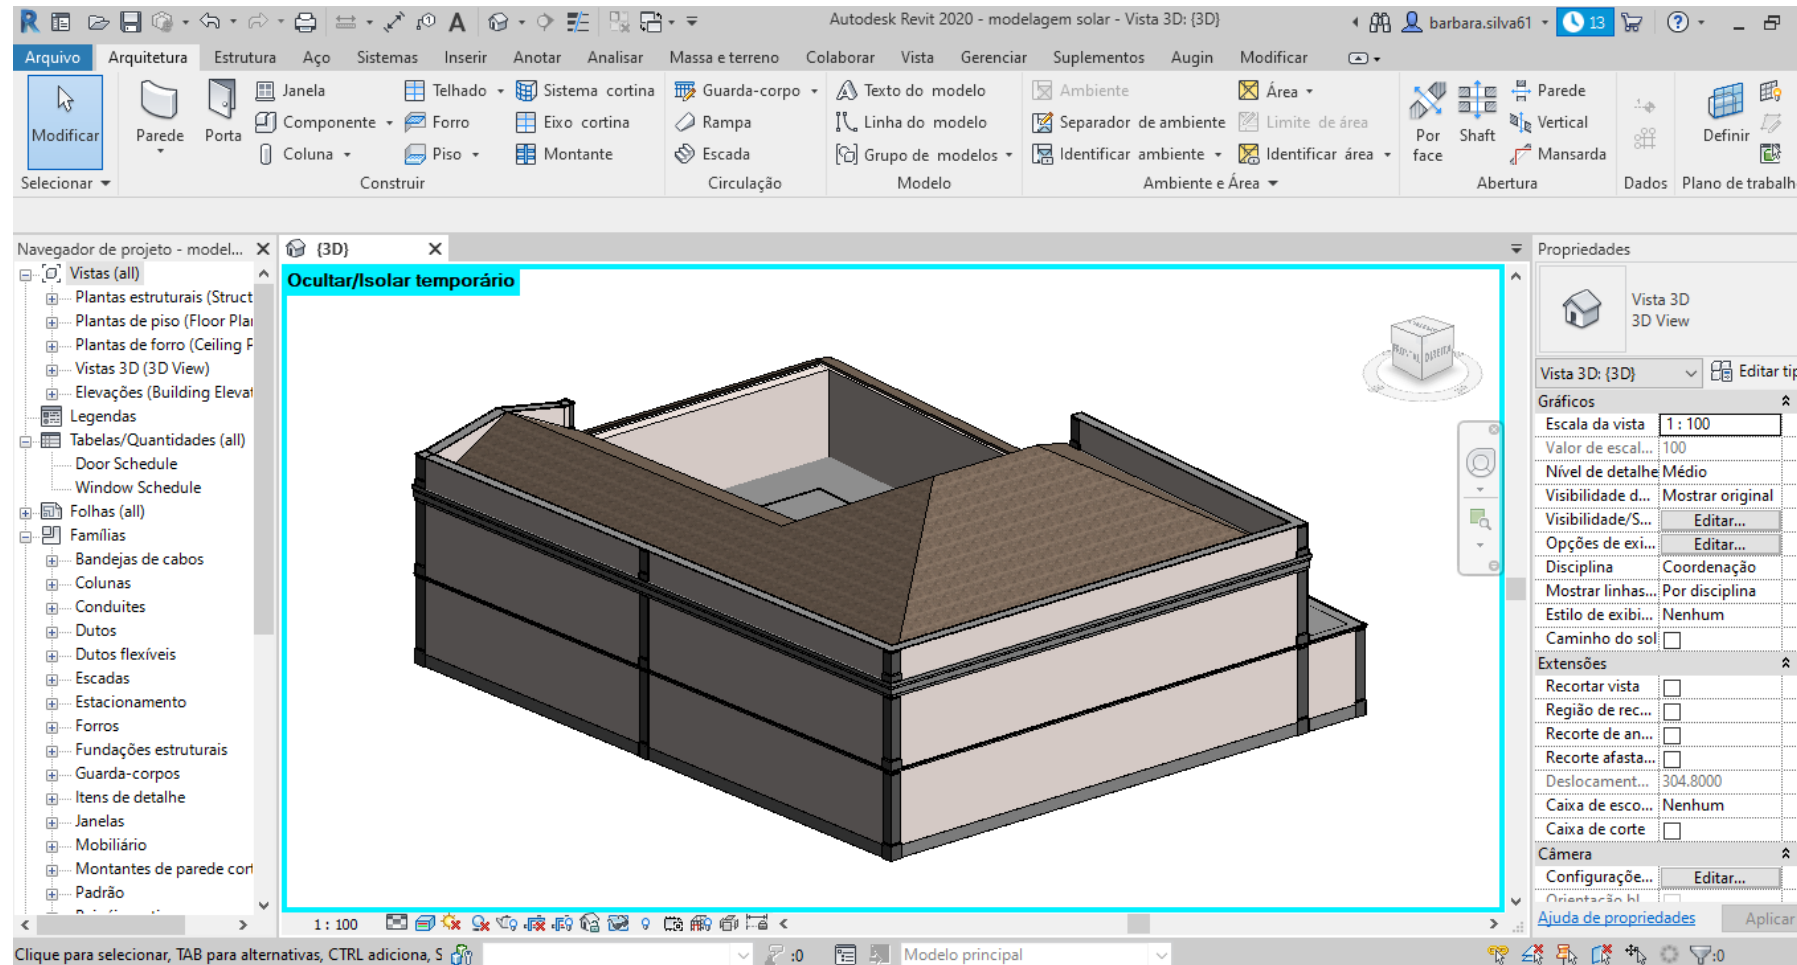 Autodesk Revit 2020 - modelagem solar - Vista 3D: {3D}
barbara.silva61
13
Arquivo Arquitetura Estrutura Aço Sistemas Inserir Anotar Analisar Massa e terreno Colaborar Vista Gerenciar Suplementos Augin Modificar
Modificar
Parede
Porta
Janela
Componente
Coluna
Telhado
Forro
Piso
Sistema cortina
Eixo cortina
Montante
Guarda-corpo
Rampa
Escada
Texto do modelo
Linha do modelo
Grupo de modelos
Ambiente
Separador de ambiente
Identificar ambiente
Área
Limite de área
Identificar área
Por face
Shaft
Parede
Vertical
Mansarda
Definir
Selecionar Construir Circulação Modelo Ambiente e Área Abertura Dados Plano de trabalh
Navegador de projeto - model...
Vistas (all)
Plantas estruturais (Struct
Plantas de piso (Floor Pla
Plantas de forro (Ceiling P
Vistas 3D (3D View)
Elevações (Building Eleva
Legendas
Tabelas/Quantidades (all)
Door Schedule
Window Schedule
Folhas (all)
Famílias
Bandejas de cabos
Colunas
Conduites
Dutos
Dutos flexíveis
Escadas
Estacionamento
Forros
Fundações estruturais
Guarda-corpos
Itens de detalhe
Janelas
Mobiliário
Montantes de parede cor
Padrão
{3D}
Ocultar/Isolar temporário
1 : 100
Propriedades
Vista 3D
3D View
Vista 3D: {3D} Editar tip
Gráficos
Escala da vista 1 : 100
Valor de escal... 100
Nível de detalhe Médio
Visibilidade d... Mostrar original
Visibilidade/S... Editar...
Opções de exi... Editar...
Disciplina Coordenação
Mostrar linhas... Por disciplina
Estilo de exibi... Nenhum
Caminho do sol
Extensões
Recortar vista
Região de rec...
Recorte de an...
Recorte afasta...
Deslocament... 304.8000
Caixa de esco... Nenhum
Caixa de corte
Câmera
Configuraçõe... Editar...
Ajuda de propriedades Aplicar
Clique para selecionar, TAB para alternativas, CTRL adiciona, S
:0
Modelo principal
:0